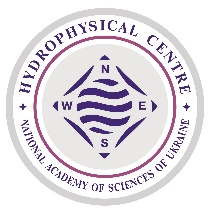 HYDROPHYSICAL CENTRE
N
W E
S
NATIONAL ACADEMY OF SCIENCES OF UKRAINE